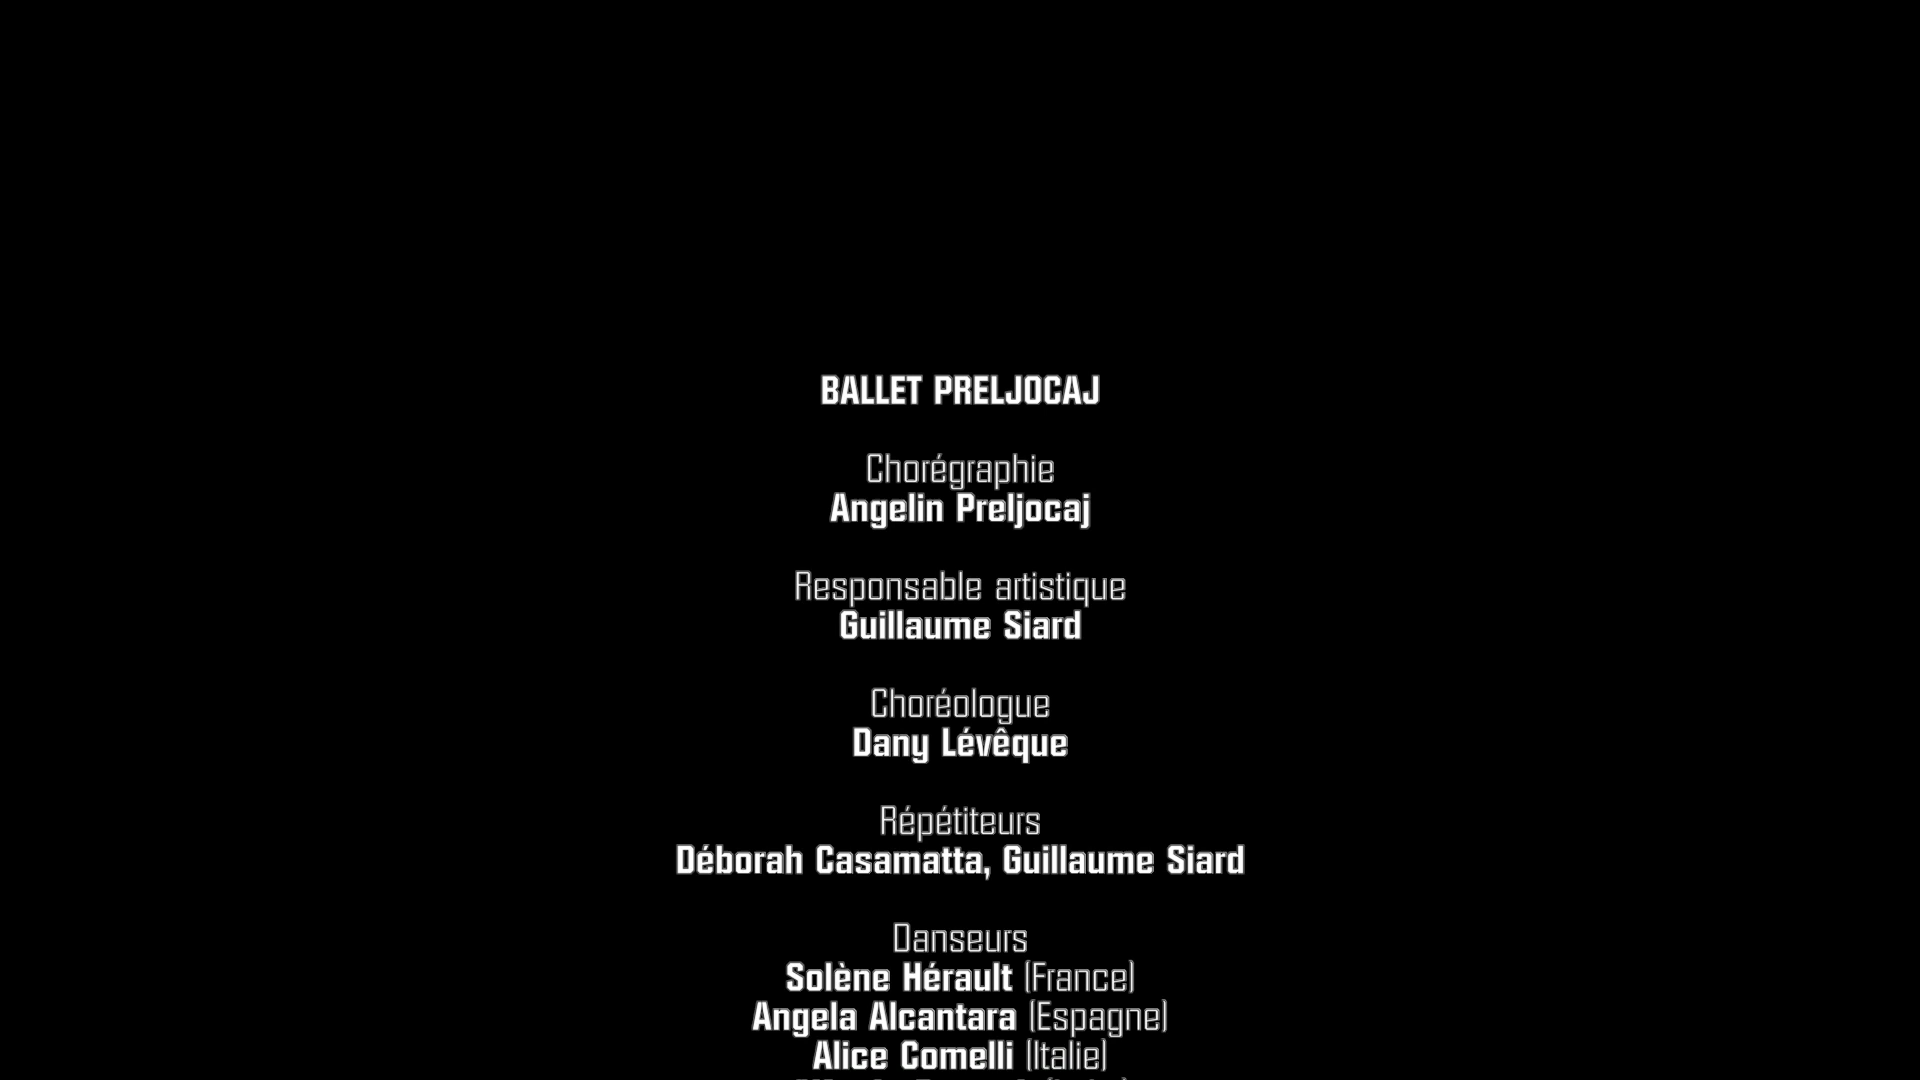 BALLET PRELJOCAJ
Chorégraphie
Angelin Preljocaj
Responsable artistique
Guillaume Siard
Choréologue
Dany Lévêque
Répétiteurs
Déborah Casamatta, Guillaume Siard
Danseurs
Solène Hérault (France)
Angela Alcantara (Espagne)
Alice Comelli (Italie)